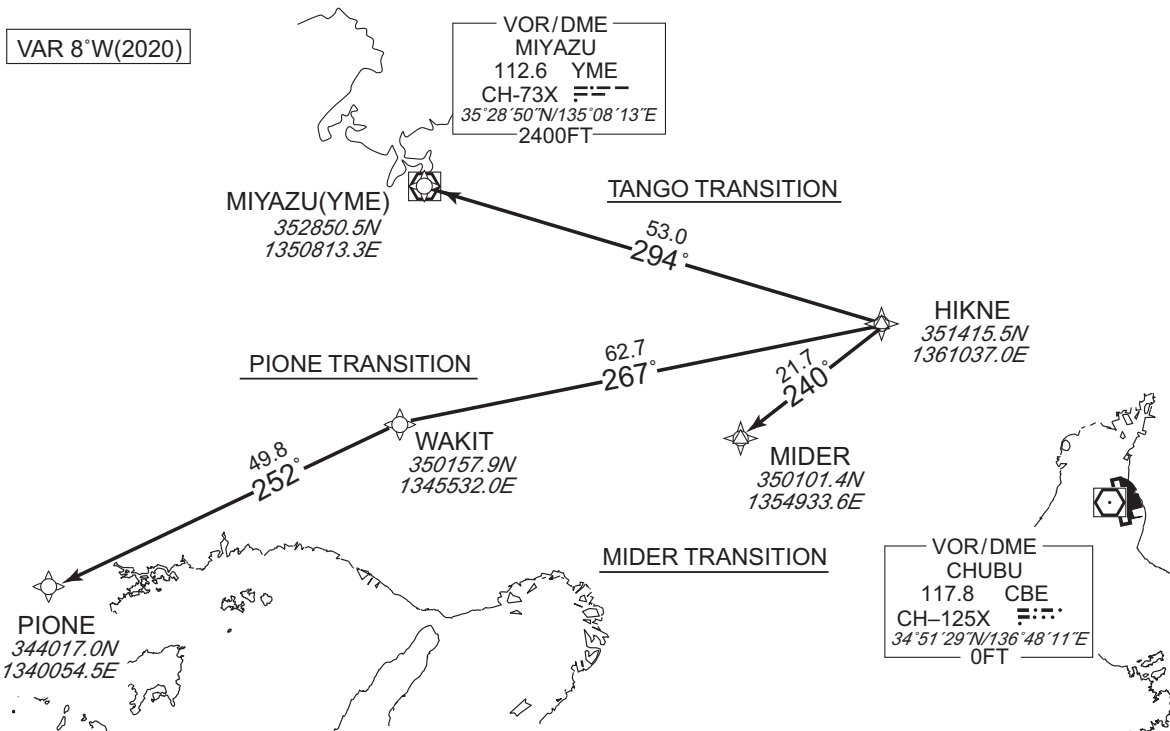 VAR 8°W(2020)
VOR/DME
MIYAZU
112.6 YME
CH-73X
35°28´50˝N/135°08´13˝E
2400FT
TANGO TRANSITION
MIYAZU(YME)
352850.5N
1350813.3E
53.0
294°
HIKNE
351415.5N
1361037.0E
PIONE TRANSITION
62.7
267°
21.7
240°
WAKIT
350157.9N
1345532.0E
MIDER
350101.4N
1354933.6E
49.8
252°
MIDER TRANSITION
VOR/DME
CHUBU
117.8 CBE
CH–125X
34°51´29˝N/136°48´11˝E
0FT
PIONE
344017.0N
1340054.5E